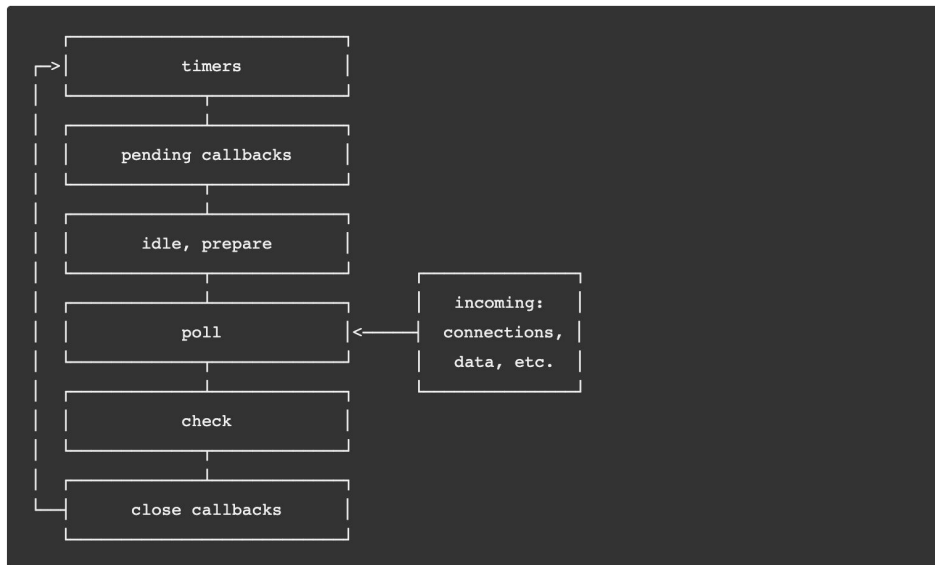 timers
pending callbacks
idle, prepare
incoming:
poll
connections,
data, etc.
check
close callbacks